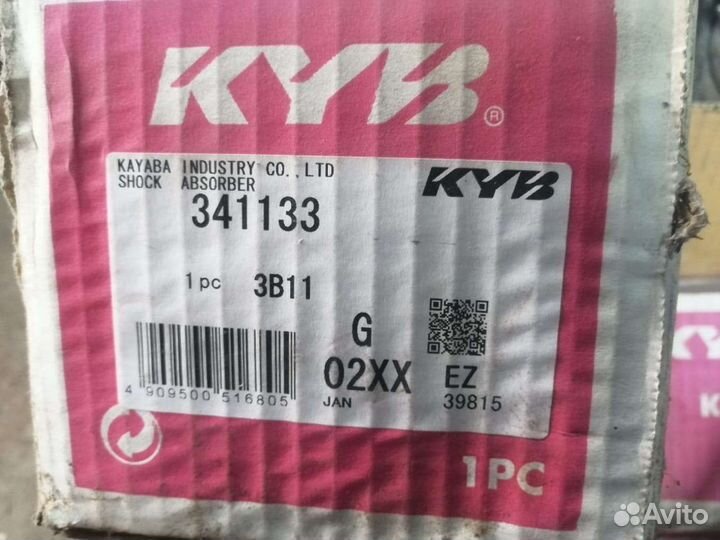 KYB®
KAYABA INDUSTRY CO.,LTD
SHOCK ABSORBER
KYB
341133
1pc 3B11
G
02XX EZ
4 909500 516805
JAN 39815
1PC
K
Avito